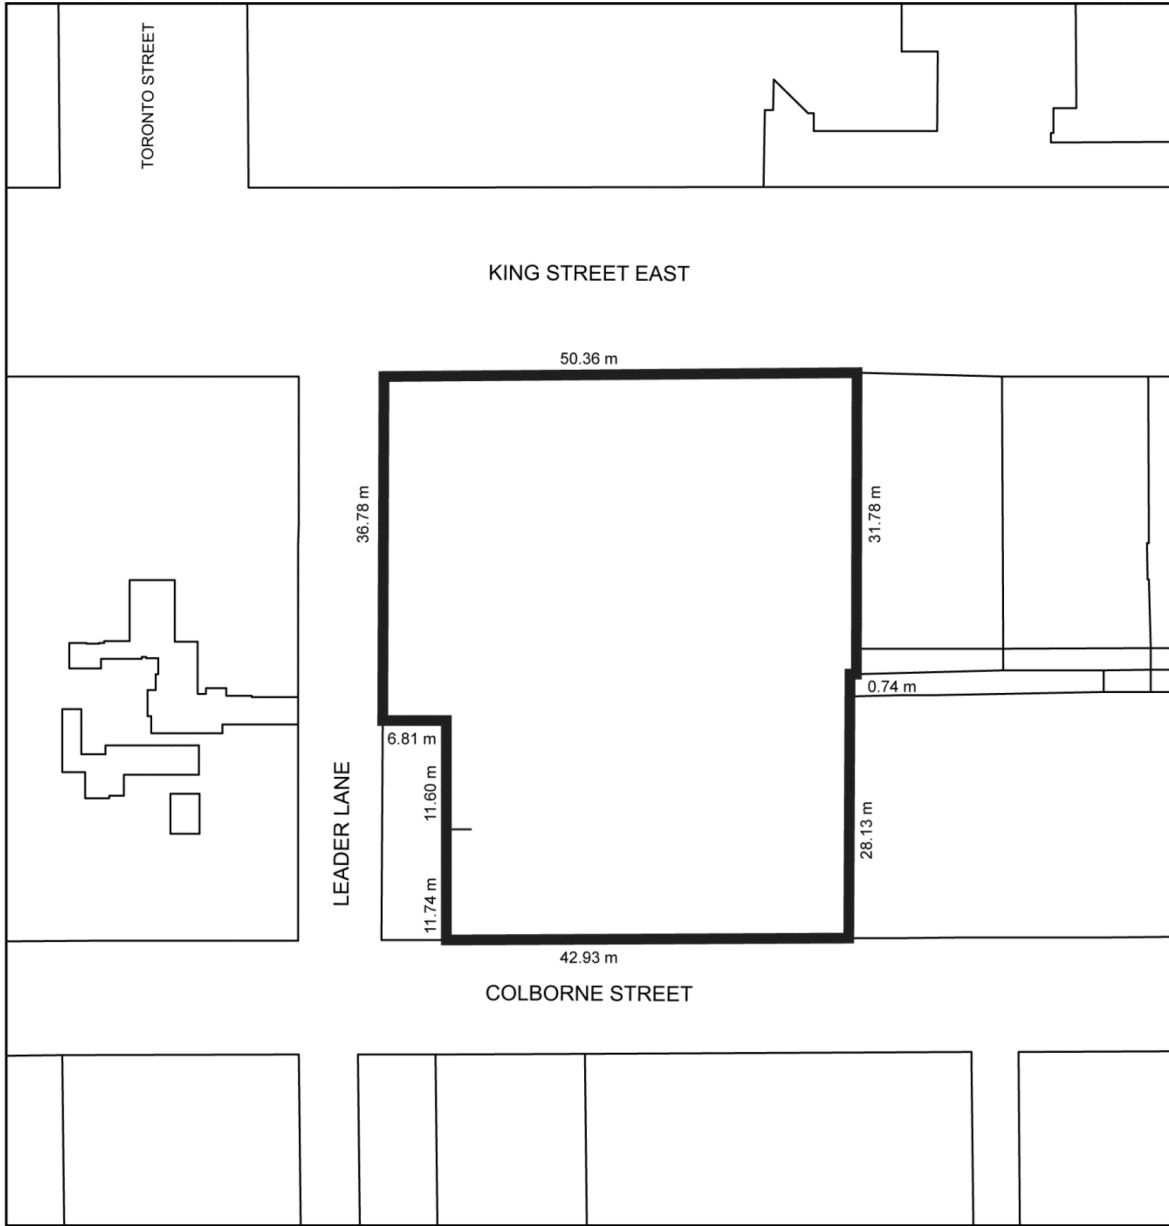 TORONTO STREET
KING STREET EAST
50.36 m
36.78 m
31.78 m
0.74 m
6.81 m
11.60 m
LEADER LANE
28.13 m
11.74 m
42.93 m
COLBORNE STREET